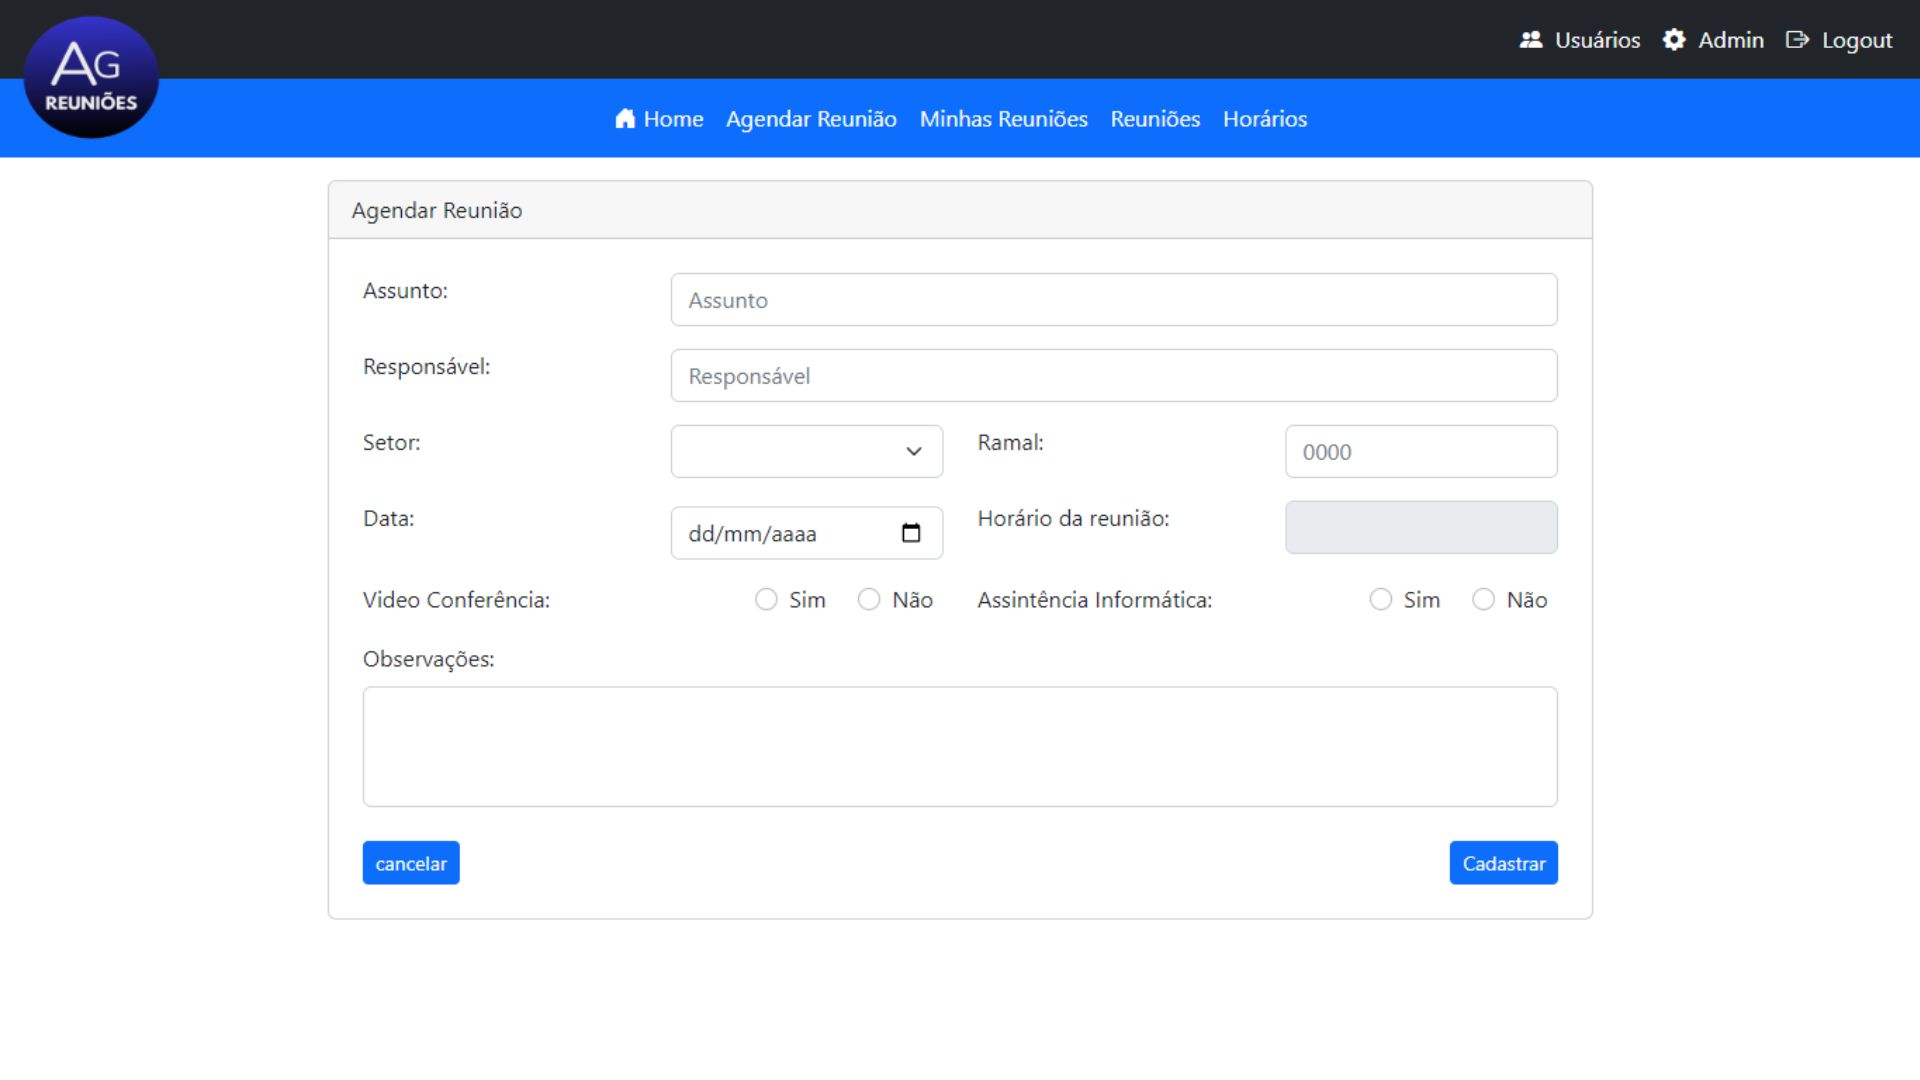 AG
REUNIÕES
Usuários Admin Logout
Home Agendar Reunião Minhas Reuniões Reuniões Horários
Agendar Reunião
Assunto: Assunto
Responsável: Responsável
Setor: Ramal: 0000
Data: dd/mm/aaaa Horário da reunião:
Video Conferência: Sim Não Assintência Informática: Sim Não
Observações:
cancelar Cadastrar